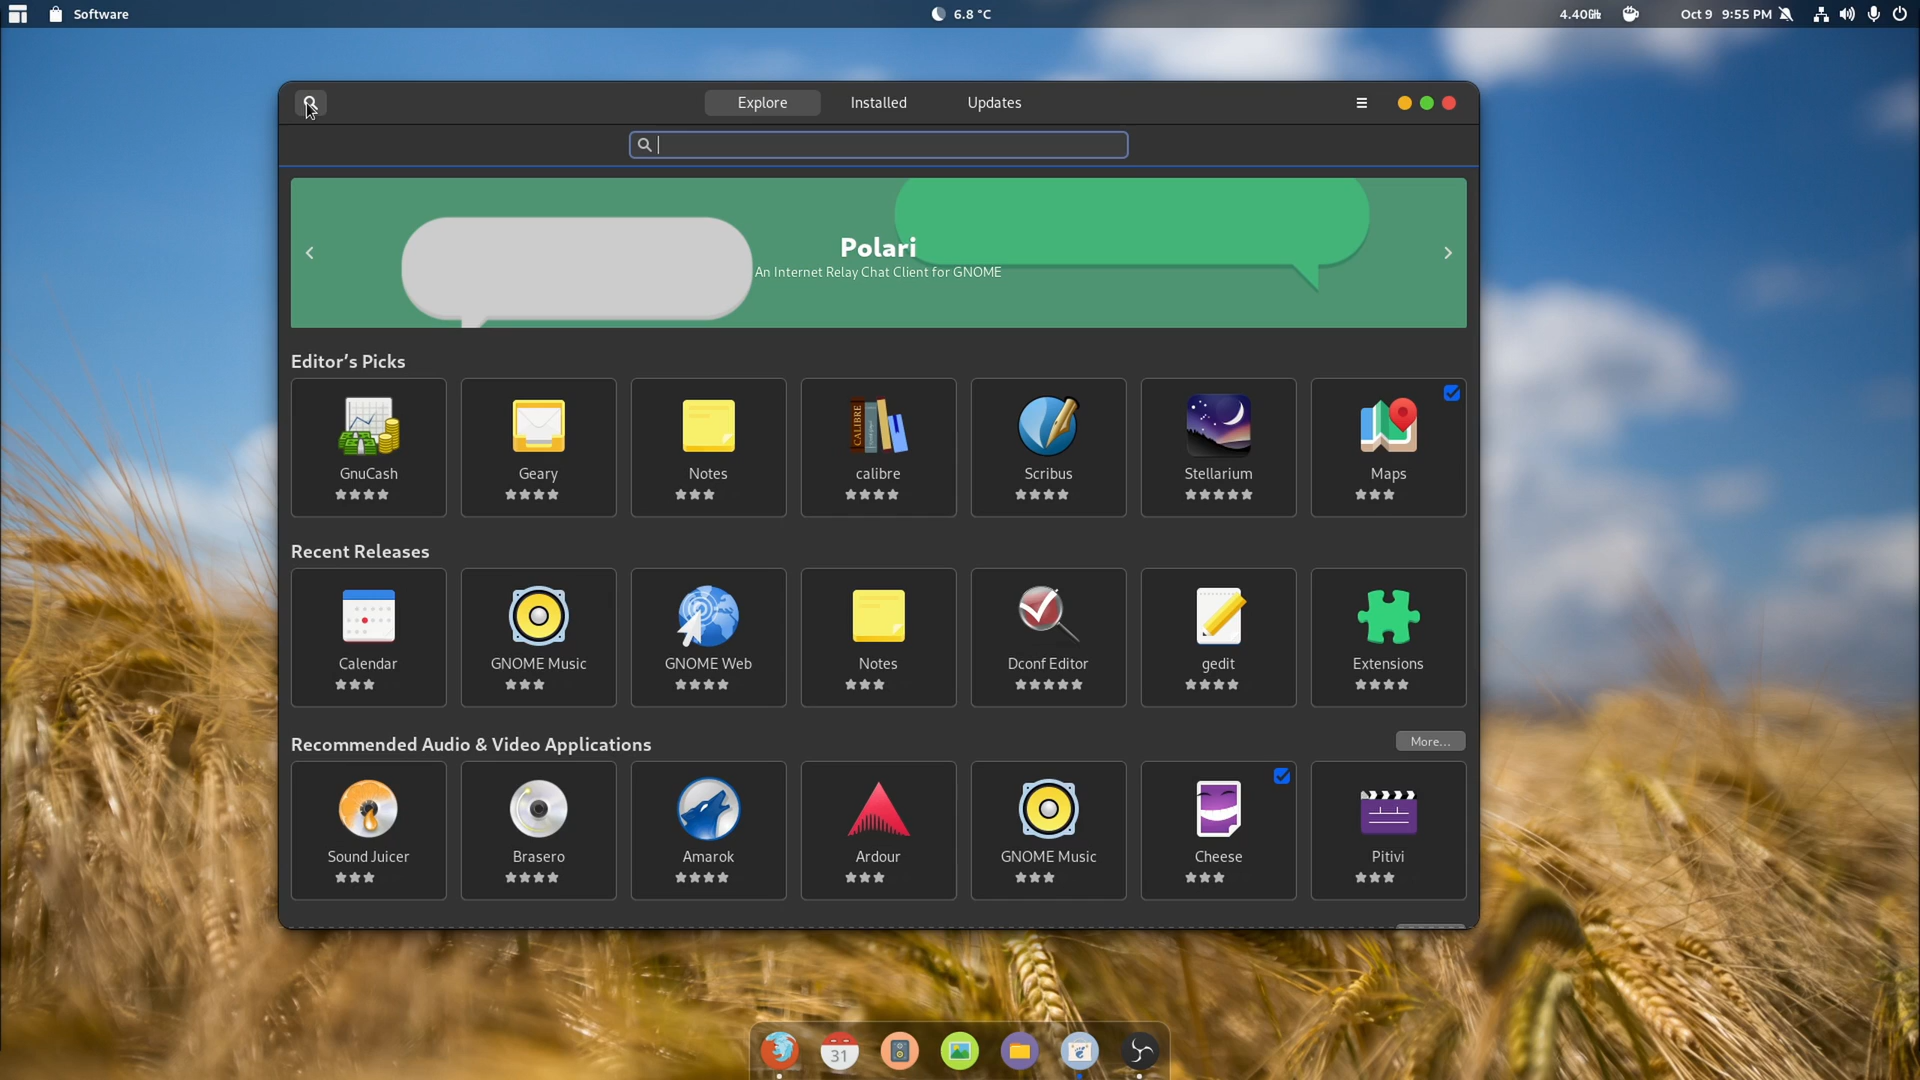 Software
6.8 °C
4.40GHz
Oct 9 9:55 PM
Explore
Installed
Updates
Polari
An Internet Relay Chat Client for GNOME
Editor’s Picks
CALIBRE
GnuCash
Geary
Notes
calibre
Scribus
Stellarium
Maps
Recent Releases
Calendar
GNOME Music
GNOME Web
Notes
Dconf Editor
gedit
Extensions
Recommended Audio & Video Applications
More...
Sound Juicer
Brasero
Amarok
Ardour
GNOME Music
Cheese
Pitivi
31